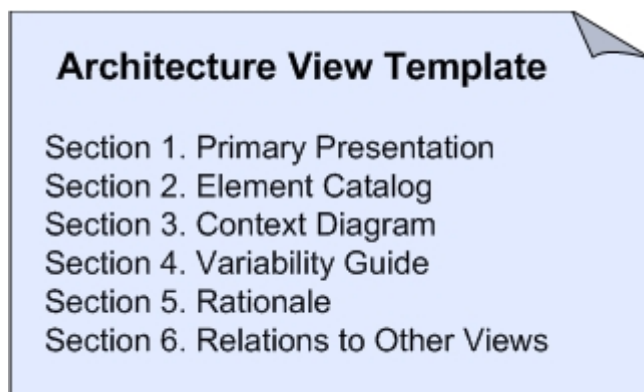 Architecture View Template
Section 1. Primary Presentation
Section 2. Element Catalog
Section 3. Context Diagram
Section 4. Variability Guide
Section 5. Rationale
Section 6. Relations to Other Views